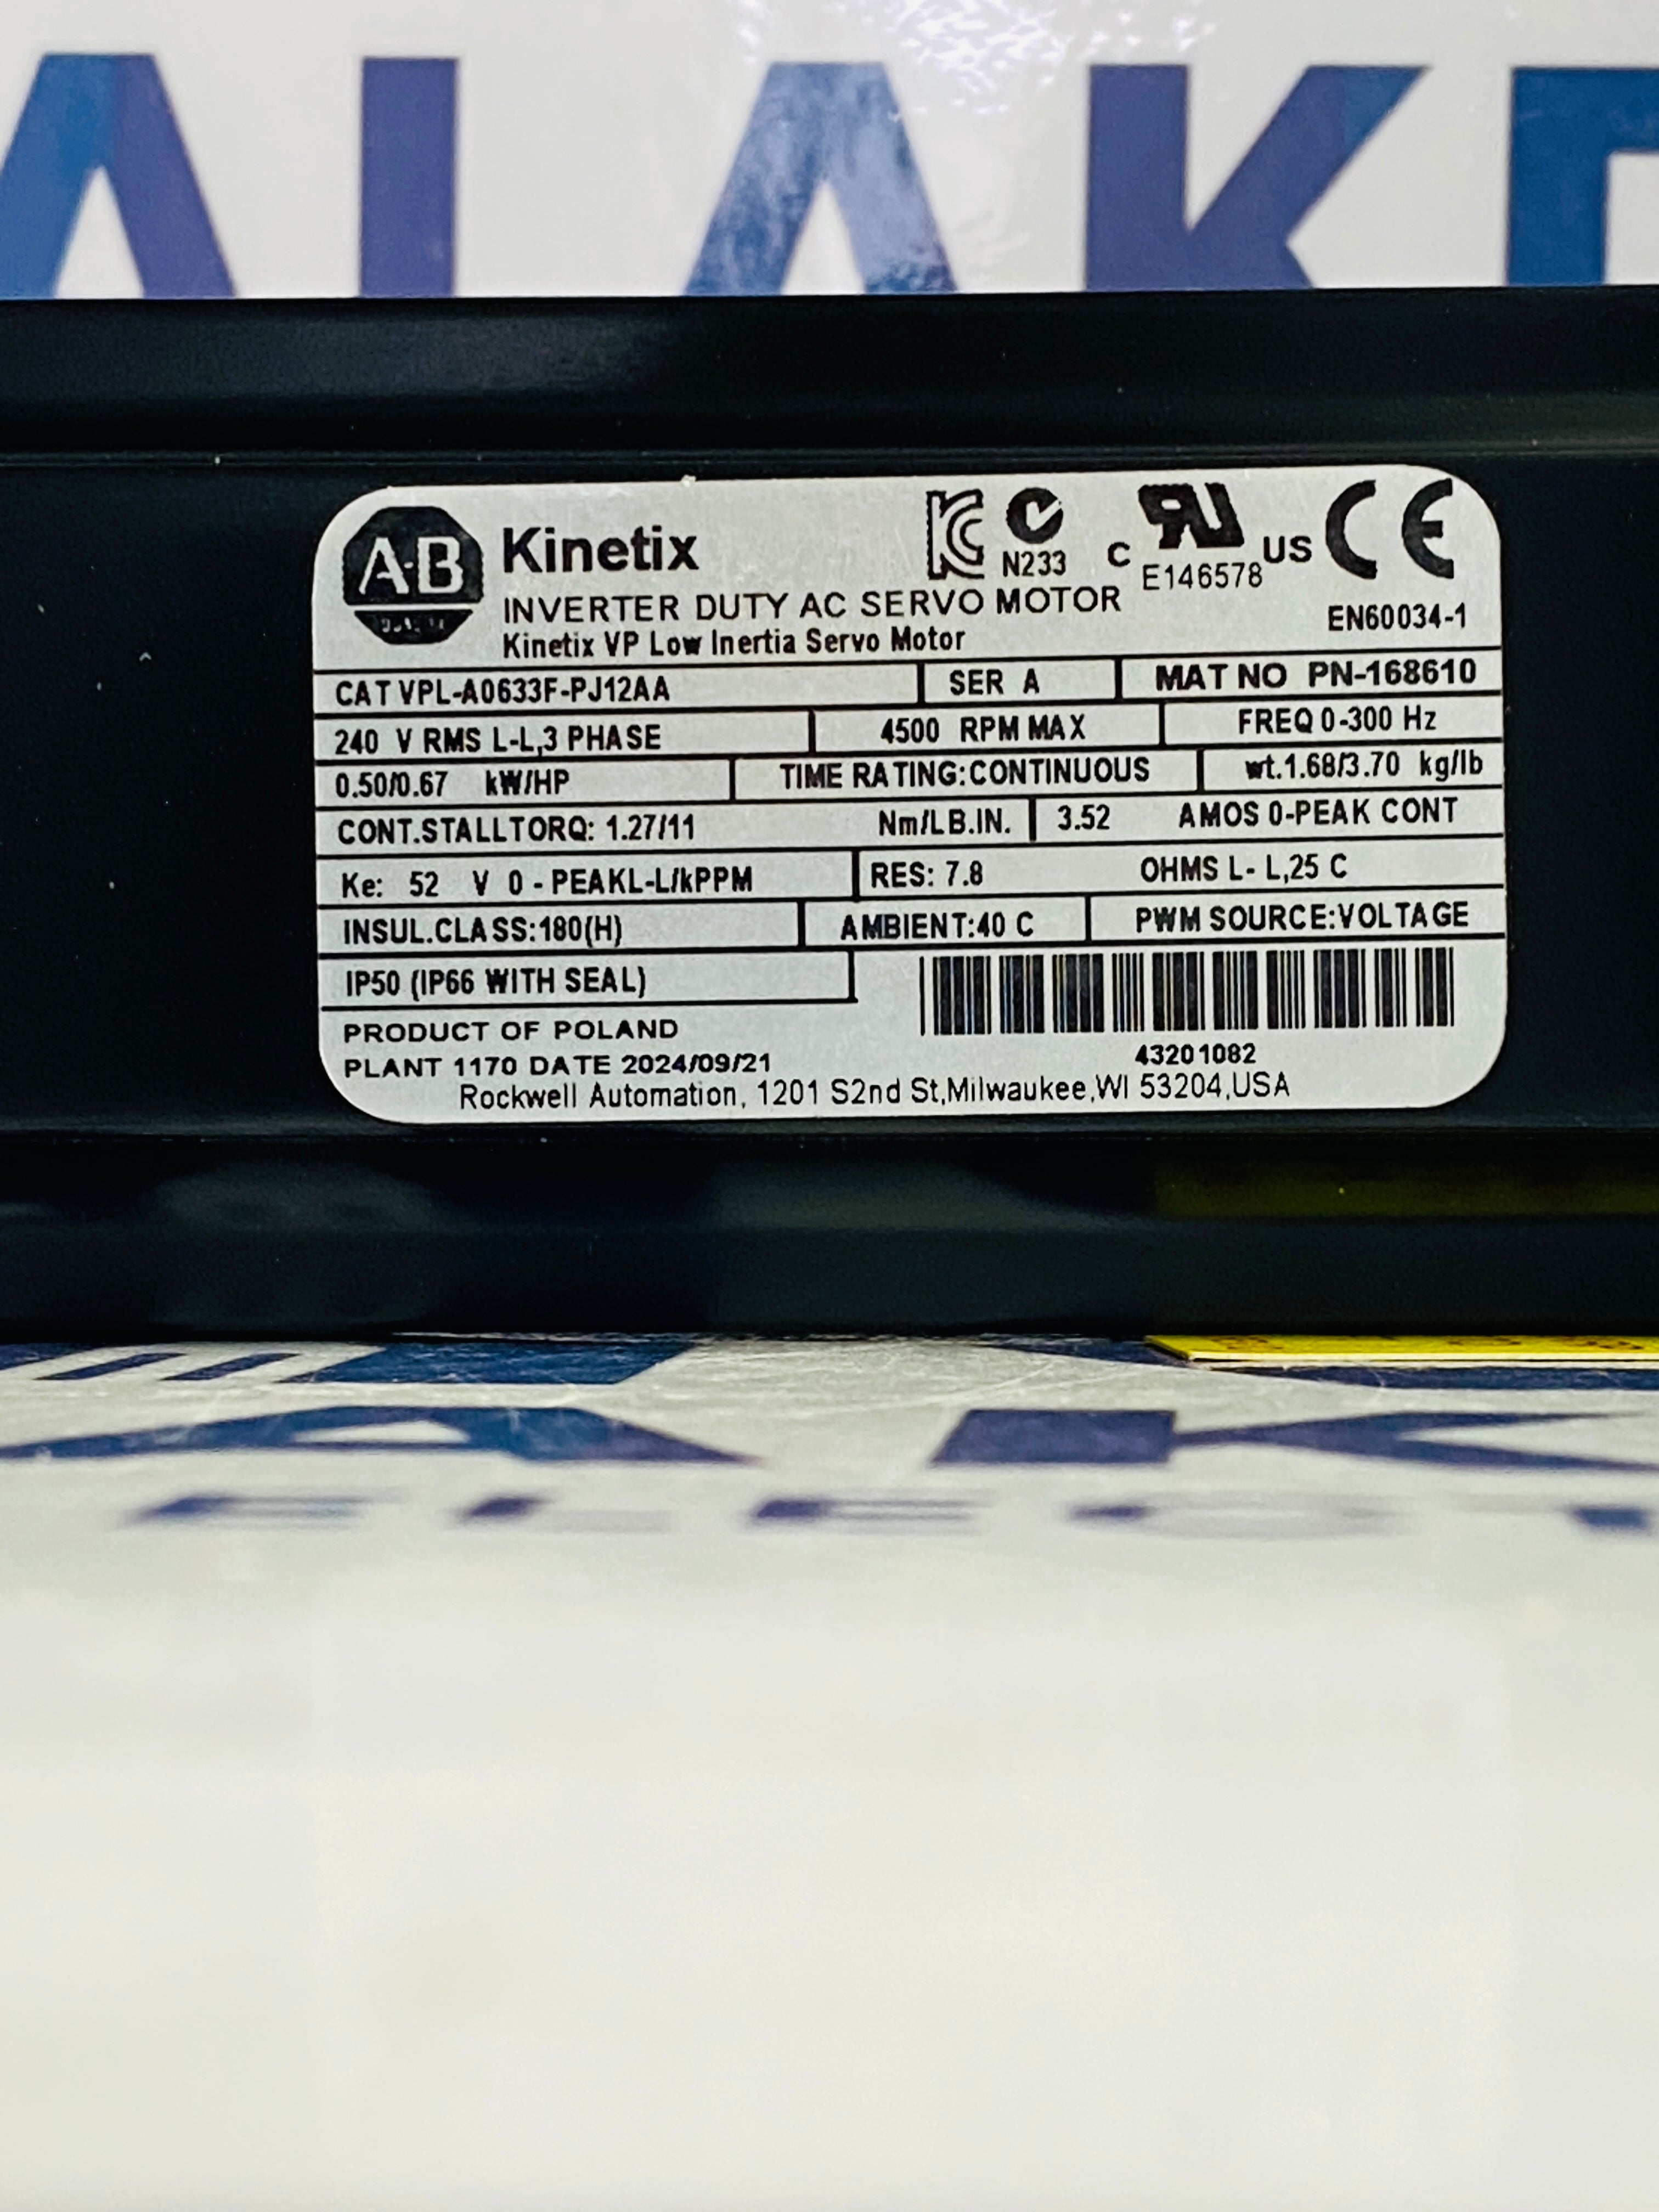 ALAKE
A-B
Kinetix
N233
C
US
E146578
CE
INVERTER DUTY AC SERVO MOTOR
EN60034-1
Kinetix VP Low Inertia Servo Motor
CAT VPL-A0633F-PJ12AA SER A MAT NO PN-168610
240 V RMS L-L,3 PHASE 4500 RPM MAX FREQ 0-300 Hz
0.50/0.67 kW/HP TIME RATING:CONTINUOUS wt.1.68/3.70 kg/lb
CONT.STALLTORQ: 1.27/11 Nm/LB.IN. 3.52 AMOS 0-PEAK CONT
Ke: 52 V 0 - PEAKL-L/kPPM RES: 7.8 OHMS L- L,25 C
INSUL.CLASS:180(H) AMBIENT:40 C PWM SOURCE:VOLTAGE
IP50 (IP66 WITH SEAL)
PRODUCT OF POLAND
43201082
PLANT 1170 DATE 2024/09/21
Rockwell Automation, 1201 S2nd St,Milwaukee,WI 53204,USA